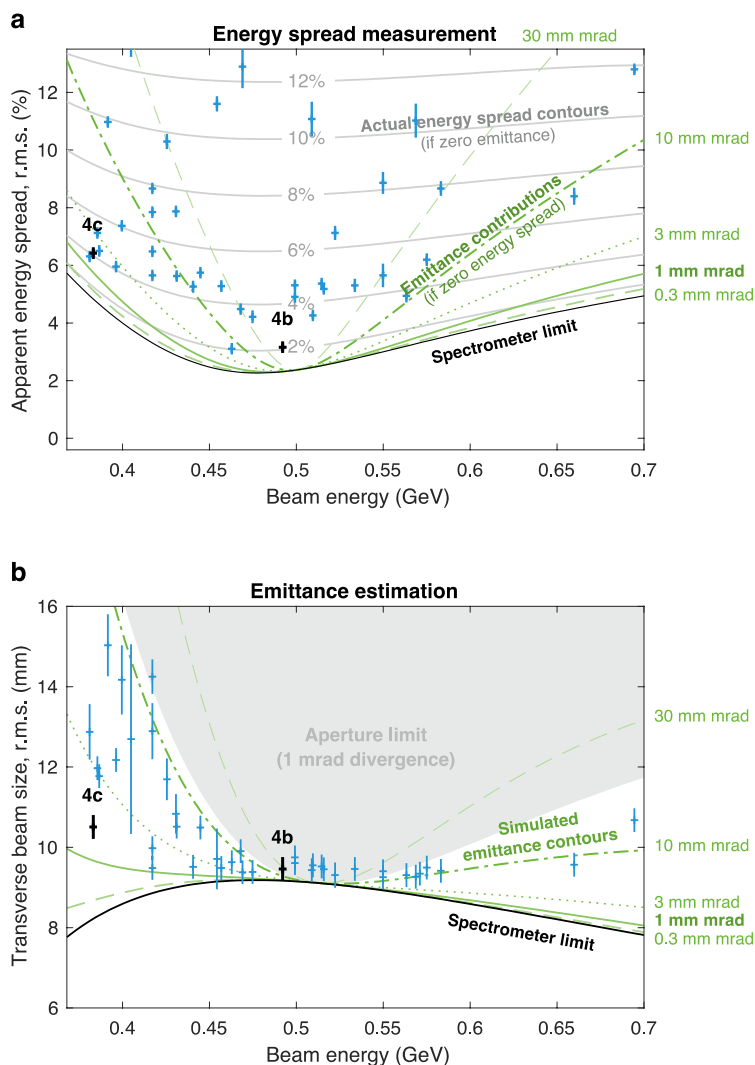 a
Energy spread measurement
30 mm mrad
12%
10%
8%
6%
4%
2%
Actual energy spread contours
(if zero emittance)
Emittance contributions
(if zero energy spread)
4c
4b
Spectrometer limit
10 mm mrad
3 mm mrad
1 mm mrad
0.3 mm mrad
Apparent energy spread, r.m.s. (%)
12
10
8
6
4
2
0
0.4 0.45 0.5 0.55 0.6 0.65 0.7
Beam energy (GeV)
b
Emittance estimation
Aperture limit
(1 mrad divergence)
4c
4b
Simulated
emittance contours
Spectrometer limit
30 mm mrad
10 mm mrad
3 mm mrad
1 mm mrad
0.3 mm mrad
Transverse beam size, r.m.s. (mm)
16
14
12
10
8
6
0.4 0.45 0.5 0.55 0.6 0.65 0.7
Beam energy (GeV)